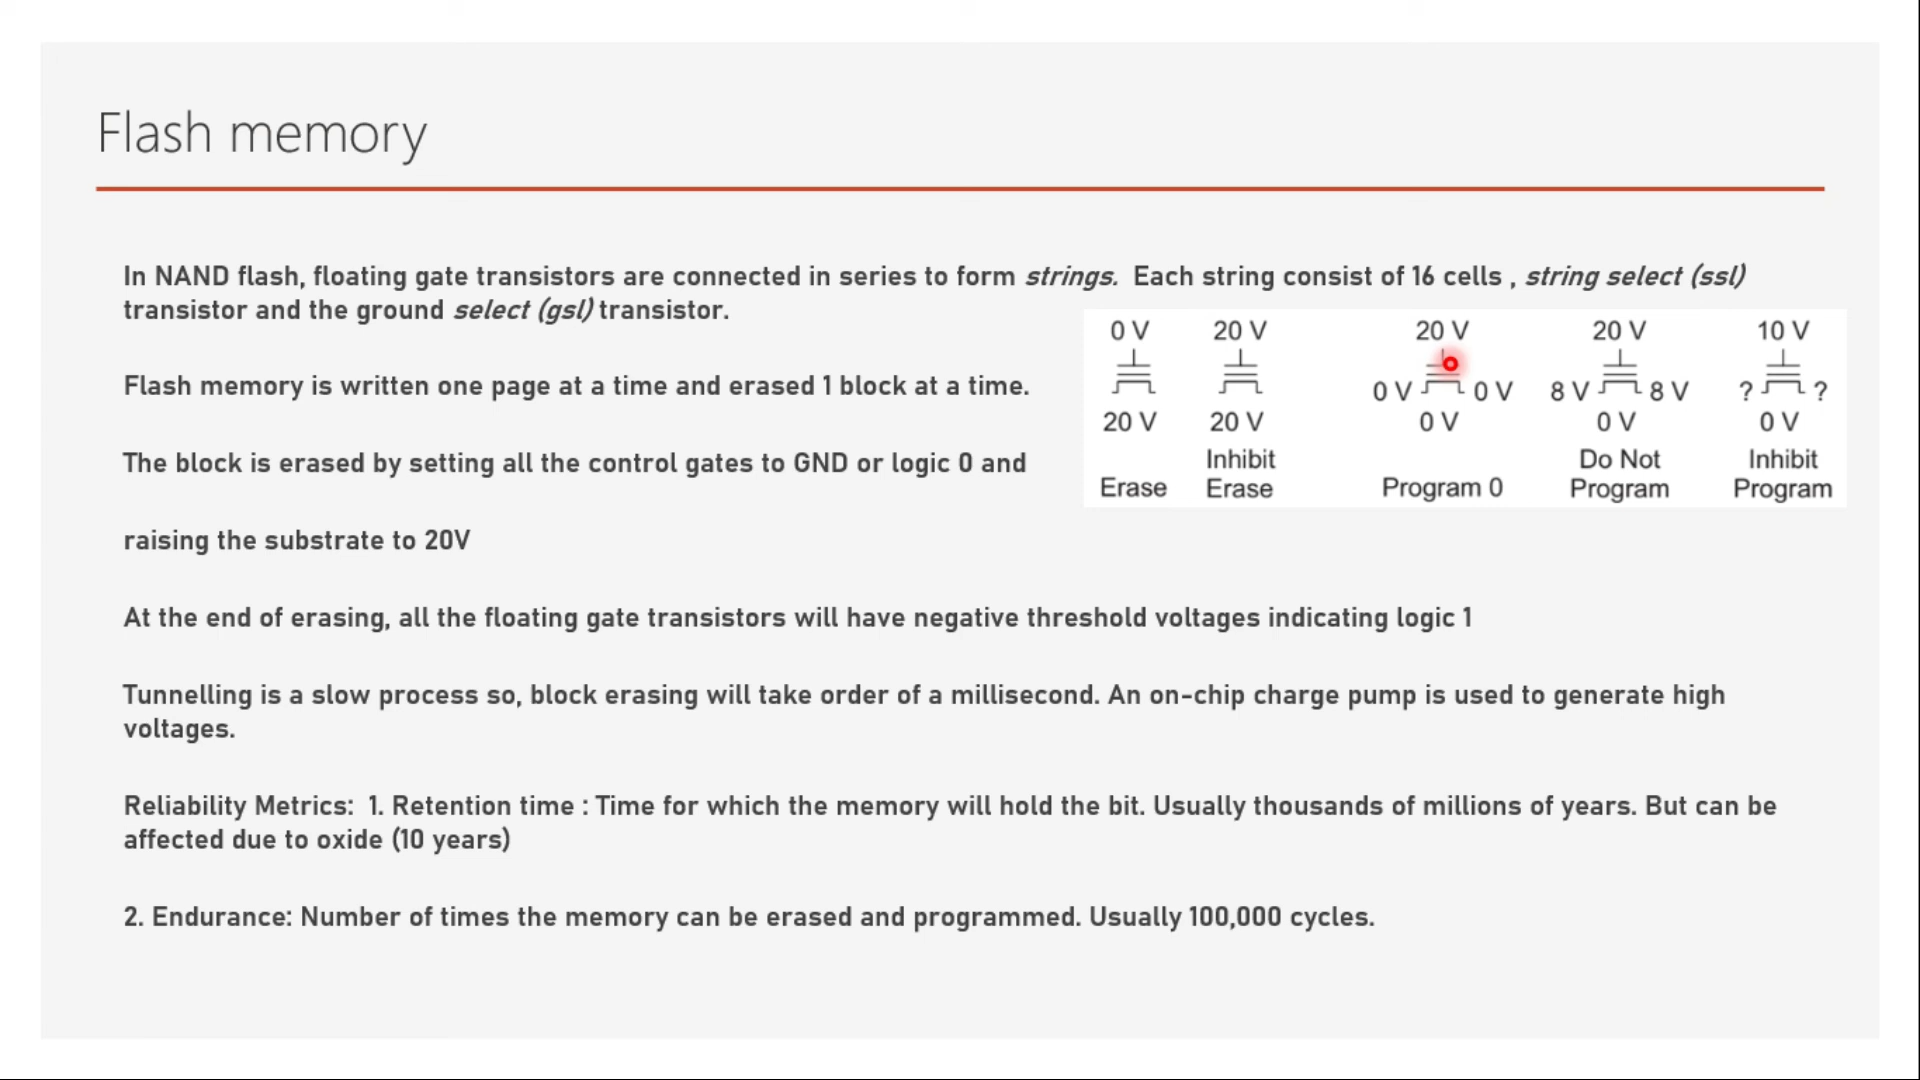 Flash memory
In NAND flash, floating gate transistors are connected in series to form strings. Each string consist of 16 cells , string select (ssl)
transistor and the ground select (gsl) transistor.
Flash memory is written one page at a time and erased 1 block at a time.
The block is erased by setting all the control gates to GND or logic 0 and
raising the substrate to 20V
0 V 20 V 20 V 20 V 10 V
0 V 0 V 8 V 8 V ? ?
20 V 20 V 0 V 0 V 0 V
Inhibit Do Not Inhibit
Erase Erase Program 0 Program Program
At the end of erasing, all the floating gate transistors will have negative threshold voltages indicating logic 1
Tunnelling is a slow process so, block erasing will take order of a millisecond. An on-chip charge pump is used to generate high
voltages.
Reliability Metrics: 1. Retention time : Time for which the memory will hold the bit. Usually thousands of millions of years. But can be
affected due to oxide (10 years)
2. Endurance: Number of times the memory can be erased and programmed. Usually 100,000 cycles.